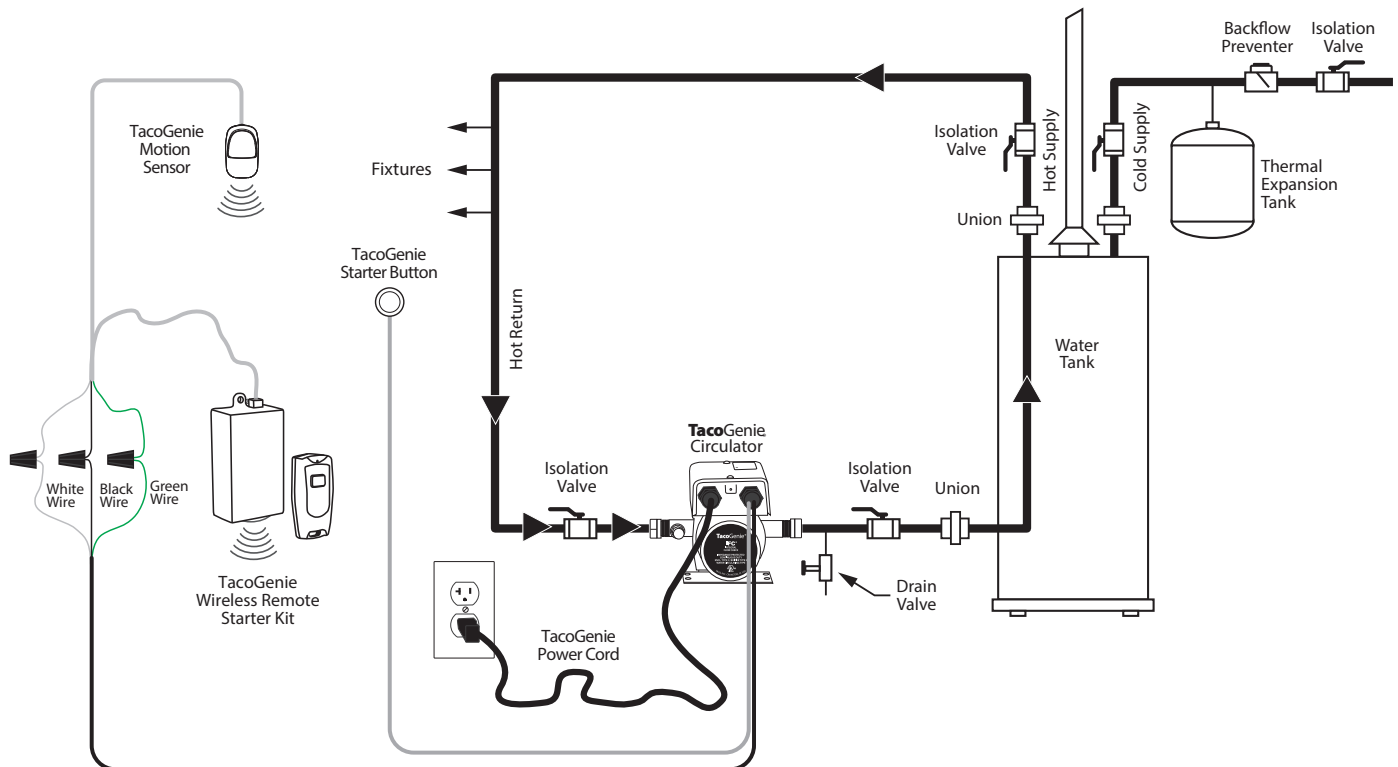 Backflow
Preventer
Isolation
Valve
TacoGenie
Motion
Sensor
Isolation
Valve
Hot Supply
Cold Supply
Fixtures
Thermal
Expansion
Tank
Union
TacoGenie
Starter Button
Hot Return
Water
Tank
TacoGenie
Circulator
Isolation
Valve
Isolation
Valve
Union
White
Wire
Black
Wire
Green
Wire
TacoGenie
Drain
Valve
TacoGenie
Wireless Remote
Starter Kit
TacoGenie
Power Cord